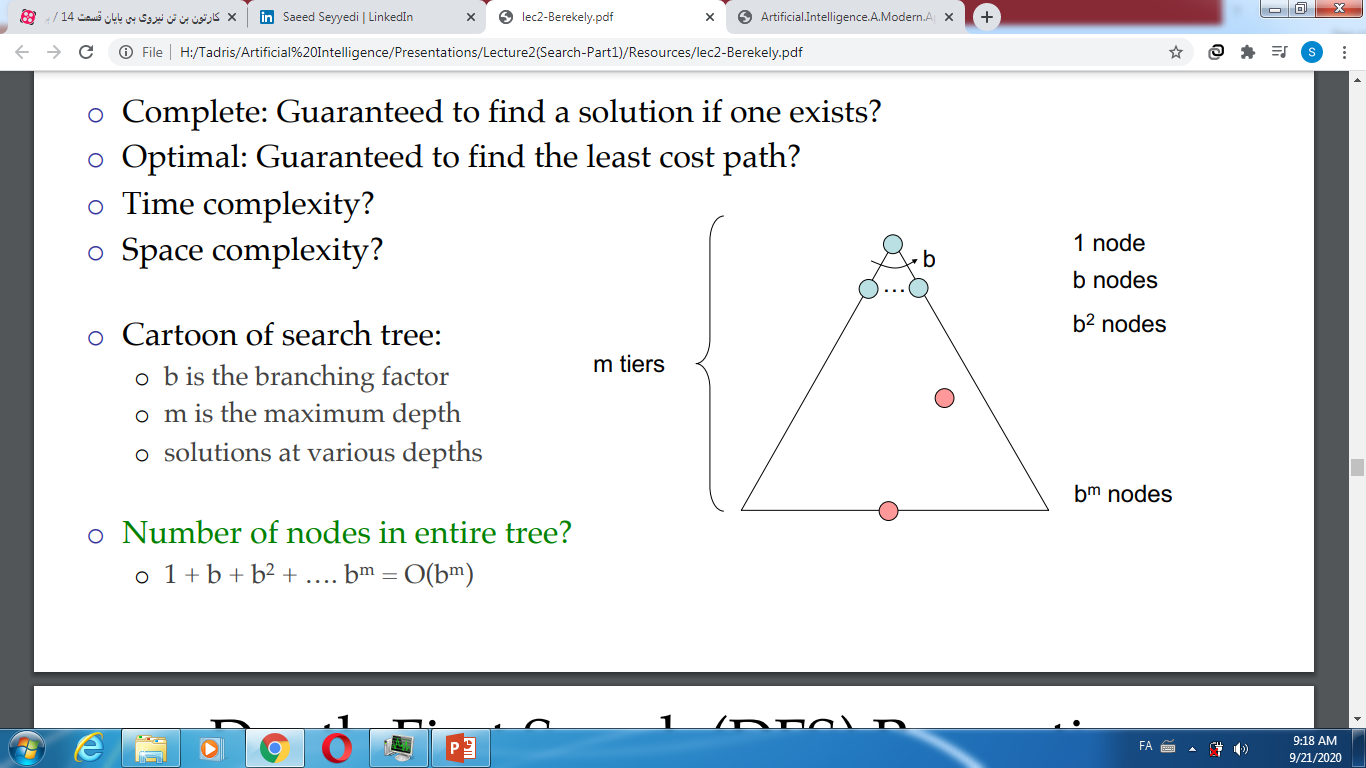 کارتون بن تن نیروی بی پایان قسمت 14 /
Saeed Seyyedi | LinkedIn
lec2-Berekely.pdf
Artificial.Intelligence.A.Modern.A
File | H:/Tadris/Artificial%20Intelligence/Presentations/Lecture2(Search-Part1)/Resources/lec2-Berekely.pdf
S
Complete: Guaranteed to find a solution if one exists?
Optimal: Guaranteed to find the least cost path?
Time complexity?
Space complexity?
Cartoon of search tree:
b is the branching factor
m is the maximum depth
solutions at various depths
Number of nodes in entire tree?
1 + b + b² + …. bᵐ = O(bᵐ)
m tiers
b
…
1 node
b nodes
b² nodes
bᵐ nodes
FA
9:18 AM
9/21/2020